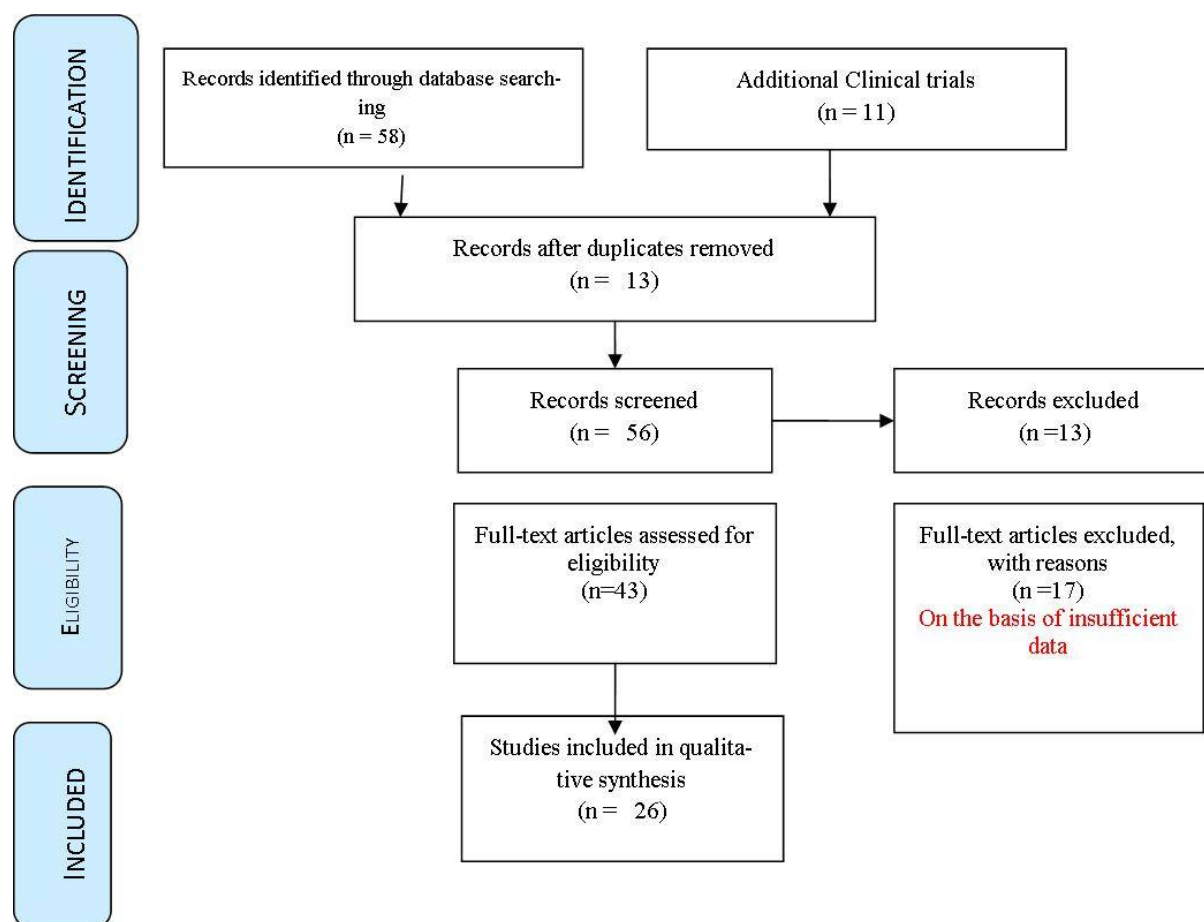 IDENTIFICATION
Records identified through database search-
ing
(n = 58)
Additional Clinical trials
(n = 11)
Records after duplicates removed
(n = 13)
SCREENING
Records screened
(n = 56)
Records excluded
(n =13)
ELIGIBILITY
Full-text articles assessed for
eligibility
(n=43)
Full-text articles excluded,
with reasons
(n =17)
On the basis of insufficient
data
INCLUDED
Studies included in qualita-
tive synthesis
(n = 26)